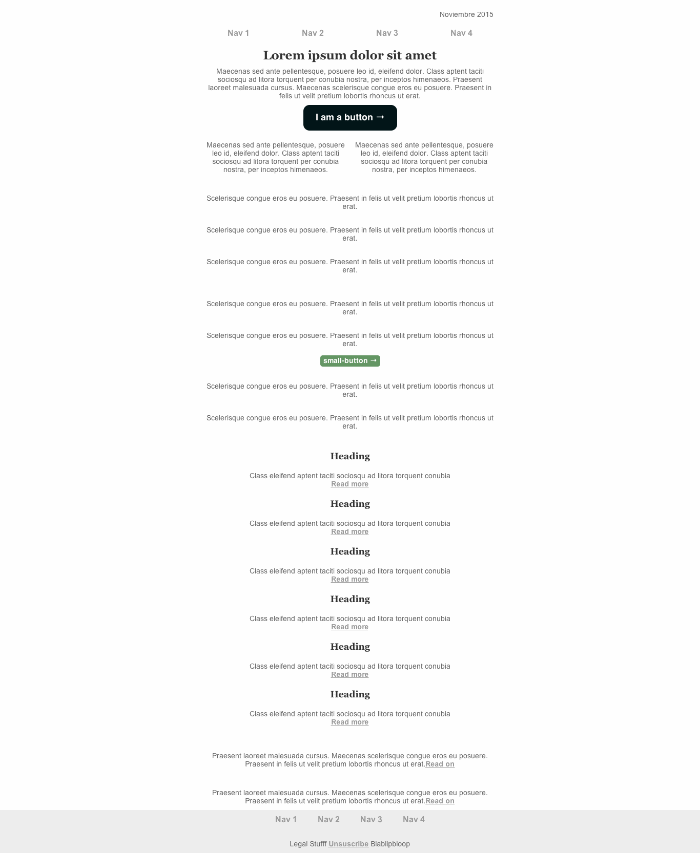 Noviembre 2015
Nav 1 Nav 2 Nav 3 Nav 4
Lorem ipsum dolor sit amet
Maecenas sed ante pellentesque, posuere leo id, eleifend dolor. Class aptent taciti
sociosqu ad litora torquent per conubia nostra, per inceptos himenaeos. Praesent
laoreet malesuada cursus. Maecenas scelerisque congue eros eu posuere. Praesent in
felis ut velit pretium lobortis rhoncus ut erat.
I am a button →
Maecenas sed ante pellentesque, posuere
leo id, eleifend dolor. Class aptent taciti
sociosqu ad litora torquent per conubia
nostra, per inceptos himenaeos.
Maecenas sed ante pellentesque, posuere
leo id, eleifend dolor. Class aptent taciti
sociosqu ad litora torquent per conubia
nostra, per inceptos himenaeos.
Scelerisque congue eros eu posuere. Praesent in felis ut velit pretium lobortis rhoncus ut
erat.
Scelerisque congue eros eu posuere. Praesent in felis ut velit pretium lobortis rhoncus ut
erat.
Scelerisque congue eros eu posuere. Praesent in felis ut velit pretium lobortis rhoncus ut
erat.
Scelerisque congue eros eu posuere. Praesent in felis ut velit pretium lobortis rhoncus ut
erat.
Scelerisque congue eros eu posuere. Praesent in felis ut velit pretium lobortis rhoncus ut
erat.
small-button →
Scelerisque congue eros eu posuere. Praesent in felis ut velit pretium lobortis rhoncus ut
erat.
Scelerisque congue eros eu posuere. Praesent in felis ut velit pretium lobortis rhoncus ut
erat.
Heading
Class eleifend aptent taciti sociosqu ad litora torquent conubia
Read more
Heading
Class eleifend aptent taciti sociosqu ad litora torquent conubia
Read more
Heading
Class eleifend aptent taciti sociosqu ad litora torquent conubia
Read more
Heading
Class eleifend aptent taciti sociosqu ad litora torquent conubia
Read more
Heading
Class eleifend aptent taciti sociosqu ad litora torquent conubia
Read more
Heading
Class eleifend aptent taciti sociosqu ad litora torquent conubia
Read more
Praesent laoreet malesuada cursus. Maecenas scelerisque congue eros eu posuere.
Praesent in felis ut velit pretium lobortis rhoncus ut erat.Read on
Praesent laoreet malesuada cursus. Maecenas scelerisque congue eros eu posuere.
Praesent in felis ut velit pretium lobortis rhoncus ut erat.Read on
Nav 1 Nav 2 Nav 3 Nav 4
Legal Stufff Unsuscribe Blablipbloop